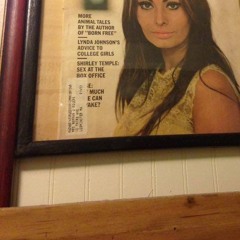 MORE
ANIMAL TALES
BY THE AUTHOR
OF "BORN FREE"
LYNDA JOHNSON'S
ADVICE TO
COLLEGE GIRLS
SHIRLEY TEMPLE:
SEX AT THE
BOX OFFICE
E:
MUCH
E CAN
AKE?